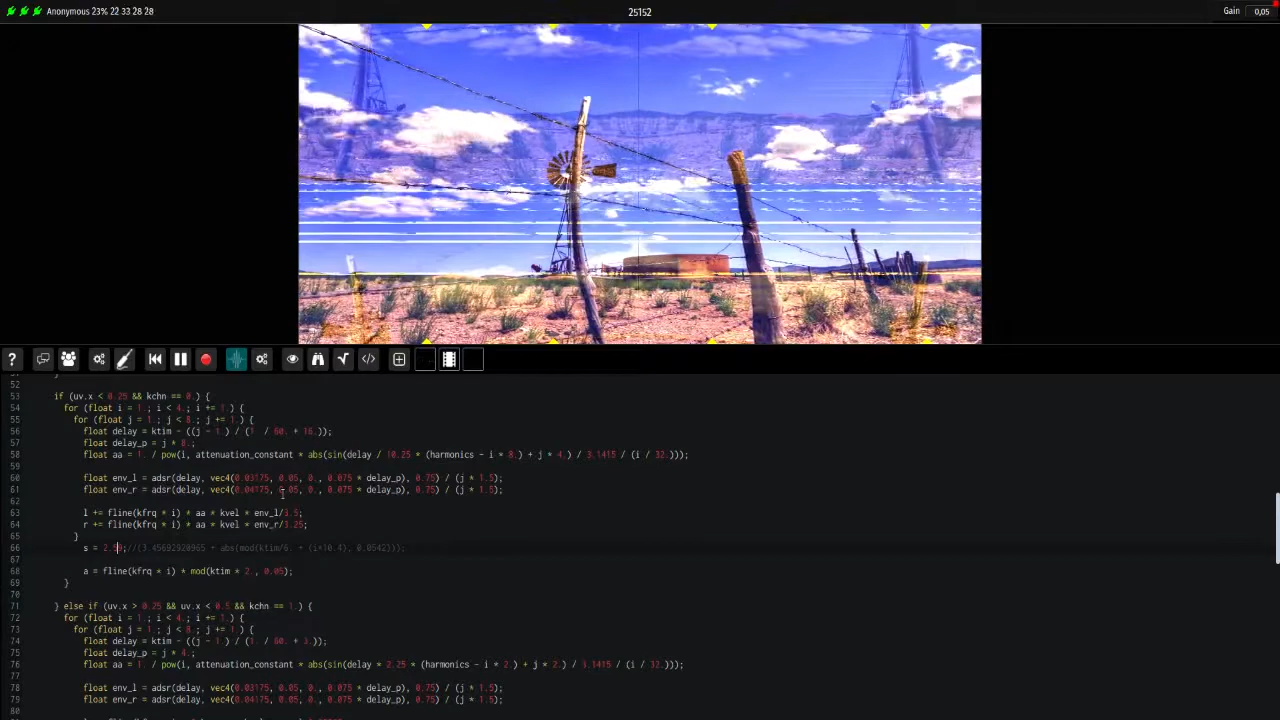 Anonymous 23% 22 33 28 28
25152
Gain 0,05
?
52
53 if (uv.x < 0.25 && kchn == 0.) {
54 for (float i = 1.; i < 4.; i += 1.) {
55 for (float j = 1.; j < 8.; j += 1.) {
56 float delay = ktim - ((j - 1.) / (1. / 60. + 16.));
57 float delay_p = j * 8.;
58 float aa = 1. / pow(i, attenuation_constant * abs(sin(delay / 10.25 * (harmonics - i * 8.) + j * 4.) / 3.1415 / (i / 32.)));
59
60 float env_l = adsr(delay, vec4(0.03175, 0.05, 0., 0.075 * delay_p), 0.75) / (j * 1.5);
61 float env_r = adsr(delay, vec4(0.04175, 0.05, 0., 0.075 * delay_p), 0.75) / (j * 1.5);
62
63 l += fline(kfrq * i) * aa * kvel * env_l/3.5;
64 r += fline(kfrq * i) * aa * kvel * env_r/3.25;
65 }
66 s = 2.59;//(3.45692920965 + abs(mod(ktim/6. + (i*10.4), 0.0542)));
67
68 a = fline(kfrq * i) * mod(ktim * 2., 0.05);
69 }
70
71 } else if (uv.x > 0.25 && uv.x < 0.5 && kchn == 1.) {
72 for (float i = 1.; i < 4.; i += 1.) {
73 for (float j = 1.; j < 8.; j += 1.) {
74 float delay = ktim - ((j - 1.) / (1. / 60. + 3.));
75 float delay_p = j * 4.;
76 float aa = 1. / pow(i, attenuation_constant * abs(sin(delay * 2.25 * (harmonics - i * 2.) + j * 2.) / 3.1415 / (i / 32.)));
77
78 float env_l = adsr(delay, vec4(0.03175, 0.05, 0., 0.075 * delay_p), 0.75) / (j * 1.5);
79 float env_r = adsr(delay, vec4(0.04175, 0.05, 0., 0.075 * delay_p), 0.75) / (j * 1.5);
80